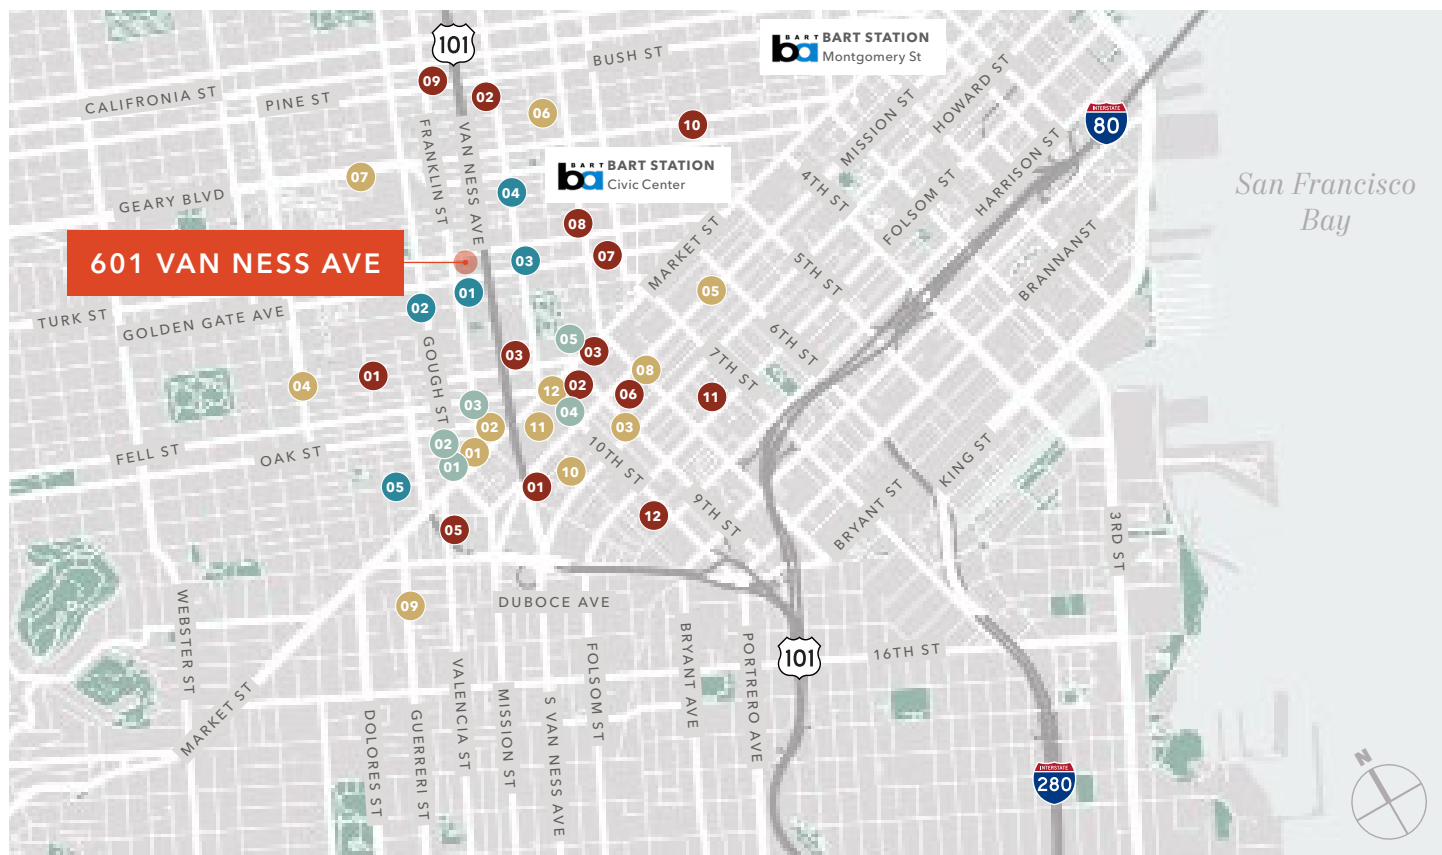 101
BUSH ST
BART
ba
BART STATION
Montgomery St
09
02
06
10
CALIFRONIA ST
PINE ST
FRANKLIN ST
VAN NESS AVE
MISSION ST
HOWARD ST
INTERSTATE
80
BART
ba
BART STATION
Civic Center
07
04
4TH ST
FOLSOM ST
HARRISON ST
San Francisco
Bay
GEARY BLVD
08
07
03
MARKET ST
5TH ST
BRANNANST
601 VAN NESS AVE
01
02
05
TURK ST
GOLDEN GATE AVE
GOUGH ST
05
03
03
6TH ST
7TH ST
04
01
12
02
08
06
11
03
04
02
11
03
02
01
01
FELL ST
OAK ST
10TH ST
10
KING ST
05
01
9TH ST
12
BRYANT ST
05
3RD ST
09
DUBOCE AVE
WEBSTER ST
101
16TH ST
MARKET ST
DOLORES ST
GUERRERI ST
VALENCIA ST
MISSION ST
S VAN NESS AVE
FOLSOM ST
BRYANT AVE
PORTRERO AVE
INTERSTATE
280
N